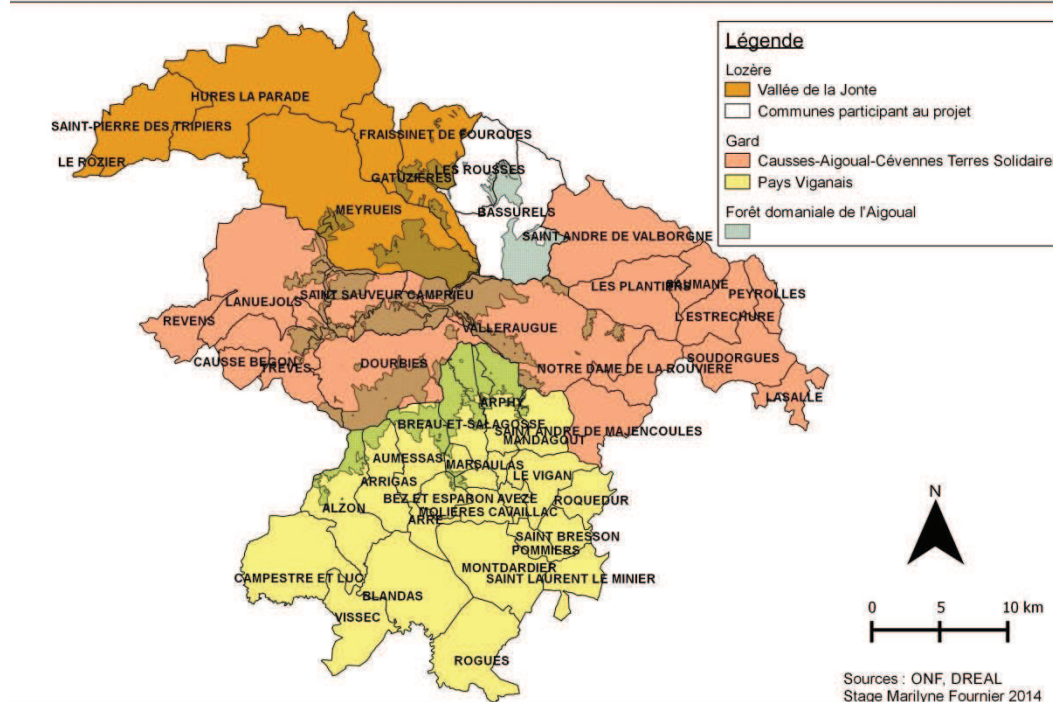 Légende
Lozère
Vallée de la Jonte
Communes participant au projet
Gard
Causses-Aigoual-Cévennes Terres Solidaire
Pays Viganais
Forêt domaniale de l'Aigoual
HURES LA PARADE
SAINT-PIERRE DES TRIPIERS
FRAISSINET DE FOURQUES
LE ROZIER
LES ROUSSES
GATUZIÈRES
MEYRUEIS
BASSURELS
SAINT ANDRE DE VALBORGNE
LES PLANTIERS
SAUMANE
PEYROLLES
LANUEJOLS
SAINT SAUVEUR CAMPRIEU
REVENS
L'ESTRECHURE
VALLERAUGUE
CAUSSE BEGON
TREVES
DOURBIES
SOUDORGUES
NOTRE DAME DE LA ROUVIERE
LASALLE
ARPHY
BREAU-ET-SALAGOSSE
SAINT ANDRE DE MAJENCOULES
MANDAGOUT
AUMESSAS
MARSAULAS
LE VIGAN
ARRIGAS
BEZ ET ESPARON
AVEZE
ROQUEDUR
ALZON
MOLIERES CAVAILLAC
ARRE
SAINT BRESSON
POMMIERS
MONTDARDIER
CAMPESTRE ET LUC
SAINT LAURENT LE MINIER
BLANDAS
VISSEC
ROGUES
N
0 5 10 km
Sources : ONF, DREAL
Stage Marilyne Fournier 2014